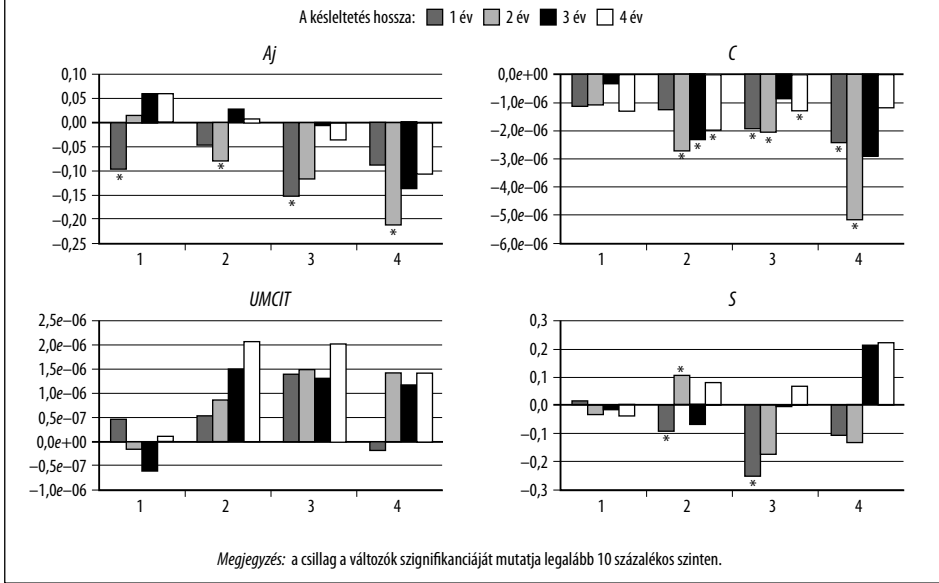 A késleltetés hossza: 1 év 2 év 3 év 4 év
Aj
0,10
0,05
0,00
−0,05
−0,10
−0,15
−0,20
−0,25
* * * *
1 2 3 4
C
0,0e+00
−1,0e−06
−2,0e−06
−3,0e−06
−4,0e−06
−5,0e−06
−6,0e−06
* * * * * * * *
1 2 3 4
UMCIT
2,5e−06
2,0e−06
1,5e−06
1,0e−06
0,5e−07
0,0e+00
−0,5e−07
−1,0e−06
1 2 3 4
S
0,3
0,2
0,1
0,0
−0,1
−0,2
−0,3
* * *
1 2 3 4
Megjegyzés: a csillag a változók szignifikanciáját mutatja legalább 10 százalékos szinten.